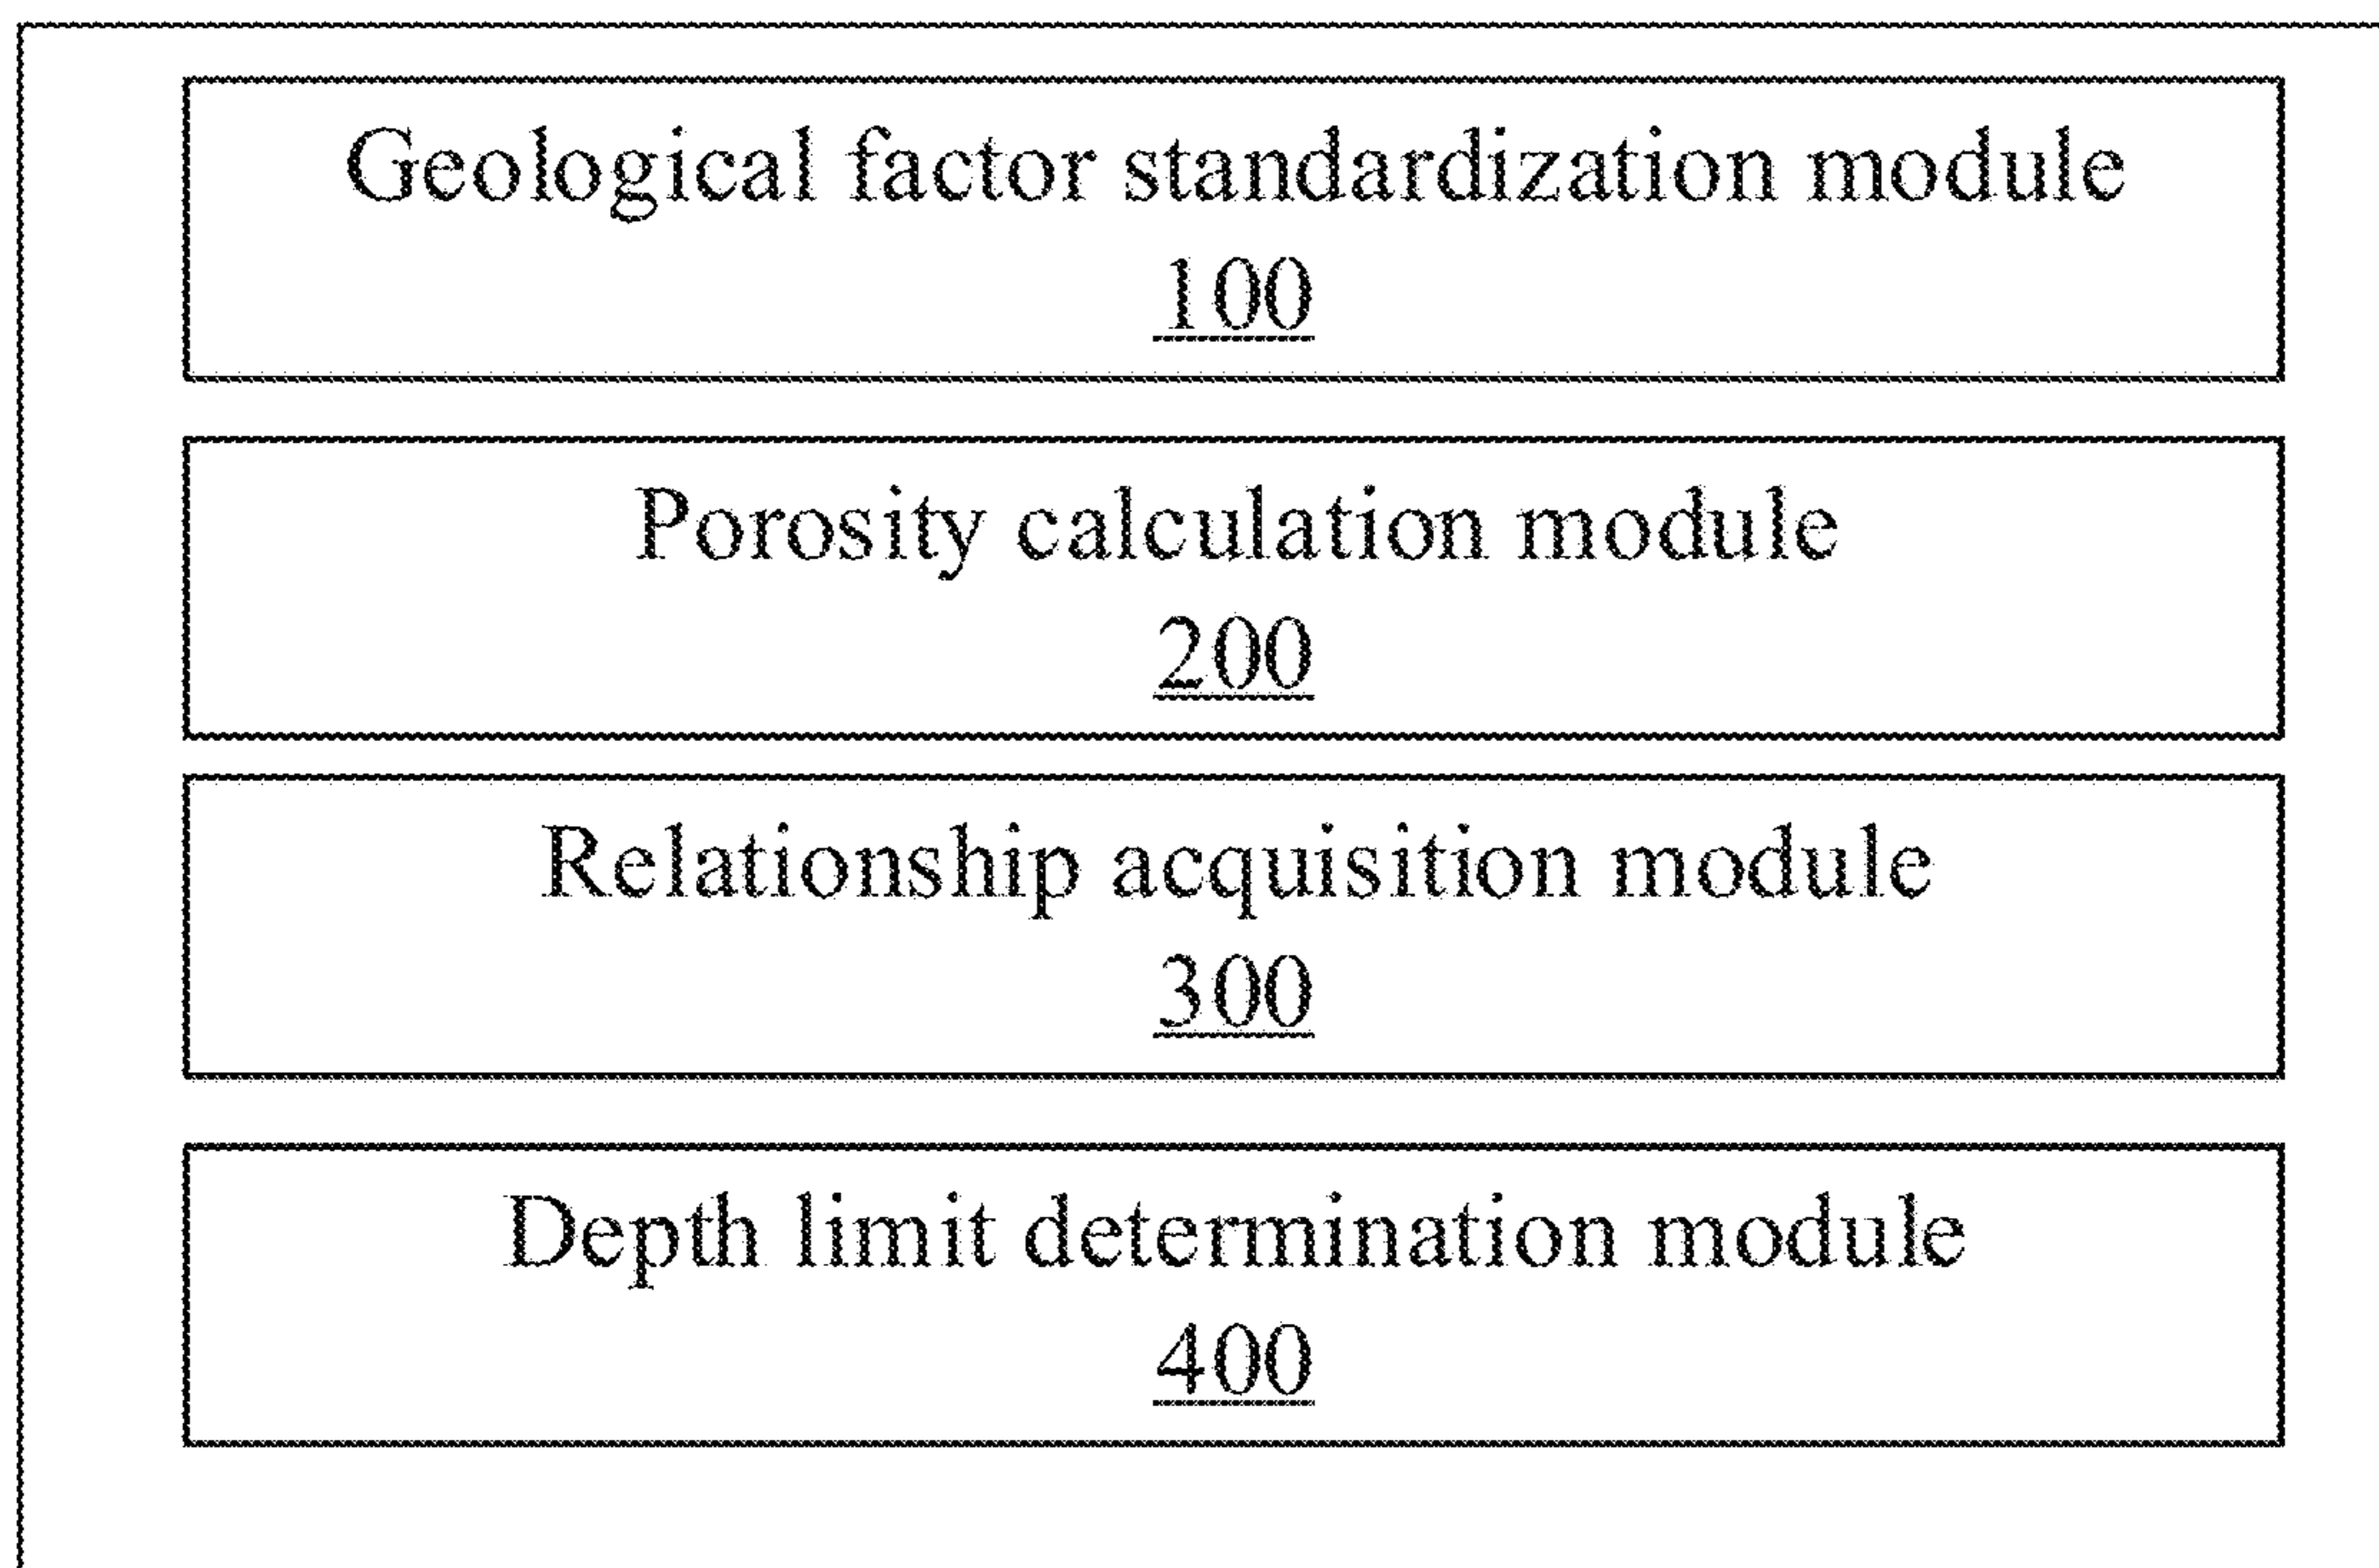 Geological factor standardization module
100
Porosity calculation module
200
Relationship acquisition module
300
Depth limit determination module
400